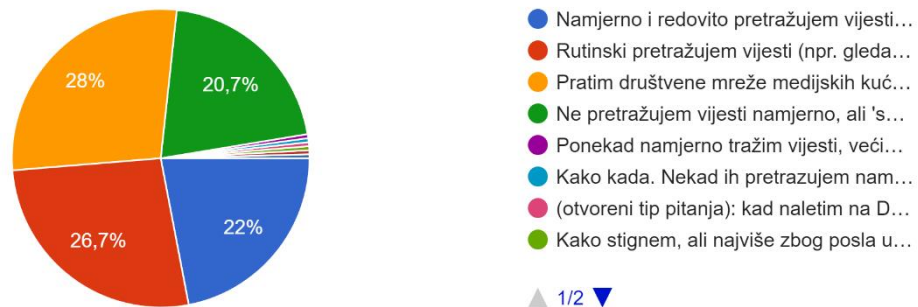 28%
20,7%
26,7%
22%
Namjerno i redovito pretražujem vijesti…
Rutinski pretražujem vijesti (npr. gleda…
Pratim društvene mreže medijskih kuć…
Ne pretražujem vijesti namjerno, ali 's…
Ponekad namjerno tražim vijesti, veći…
Kako kada. Nekad ih pretrazujem nam…
(otvoreni tip pitanja): kad naletim na D…
Kako stignem, ali najviše zbog posla u…
1/2